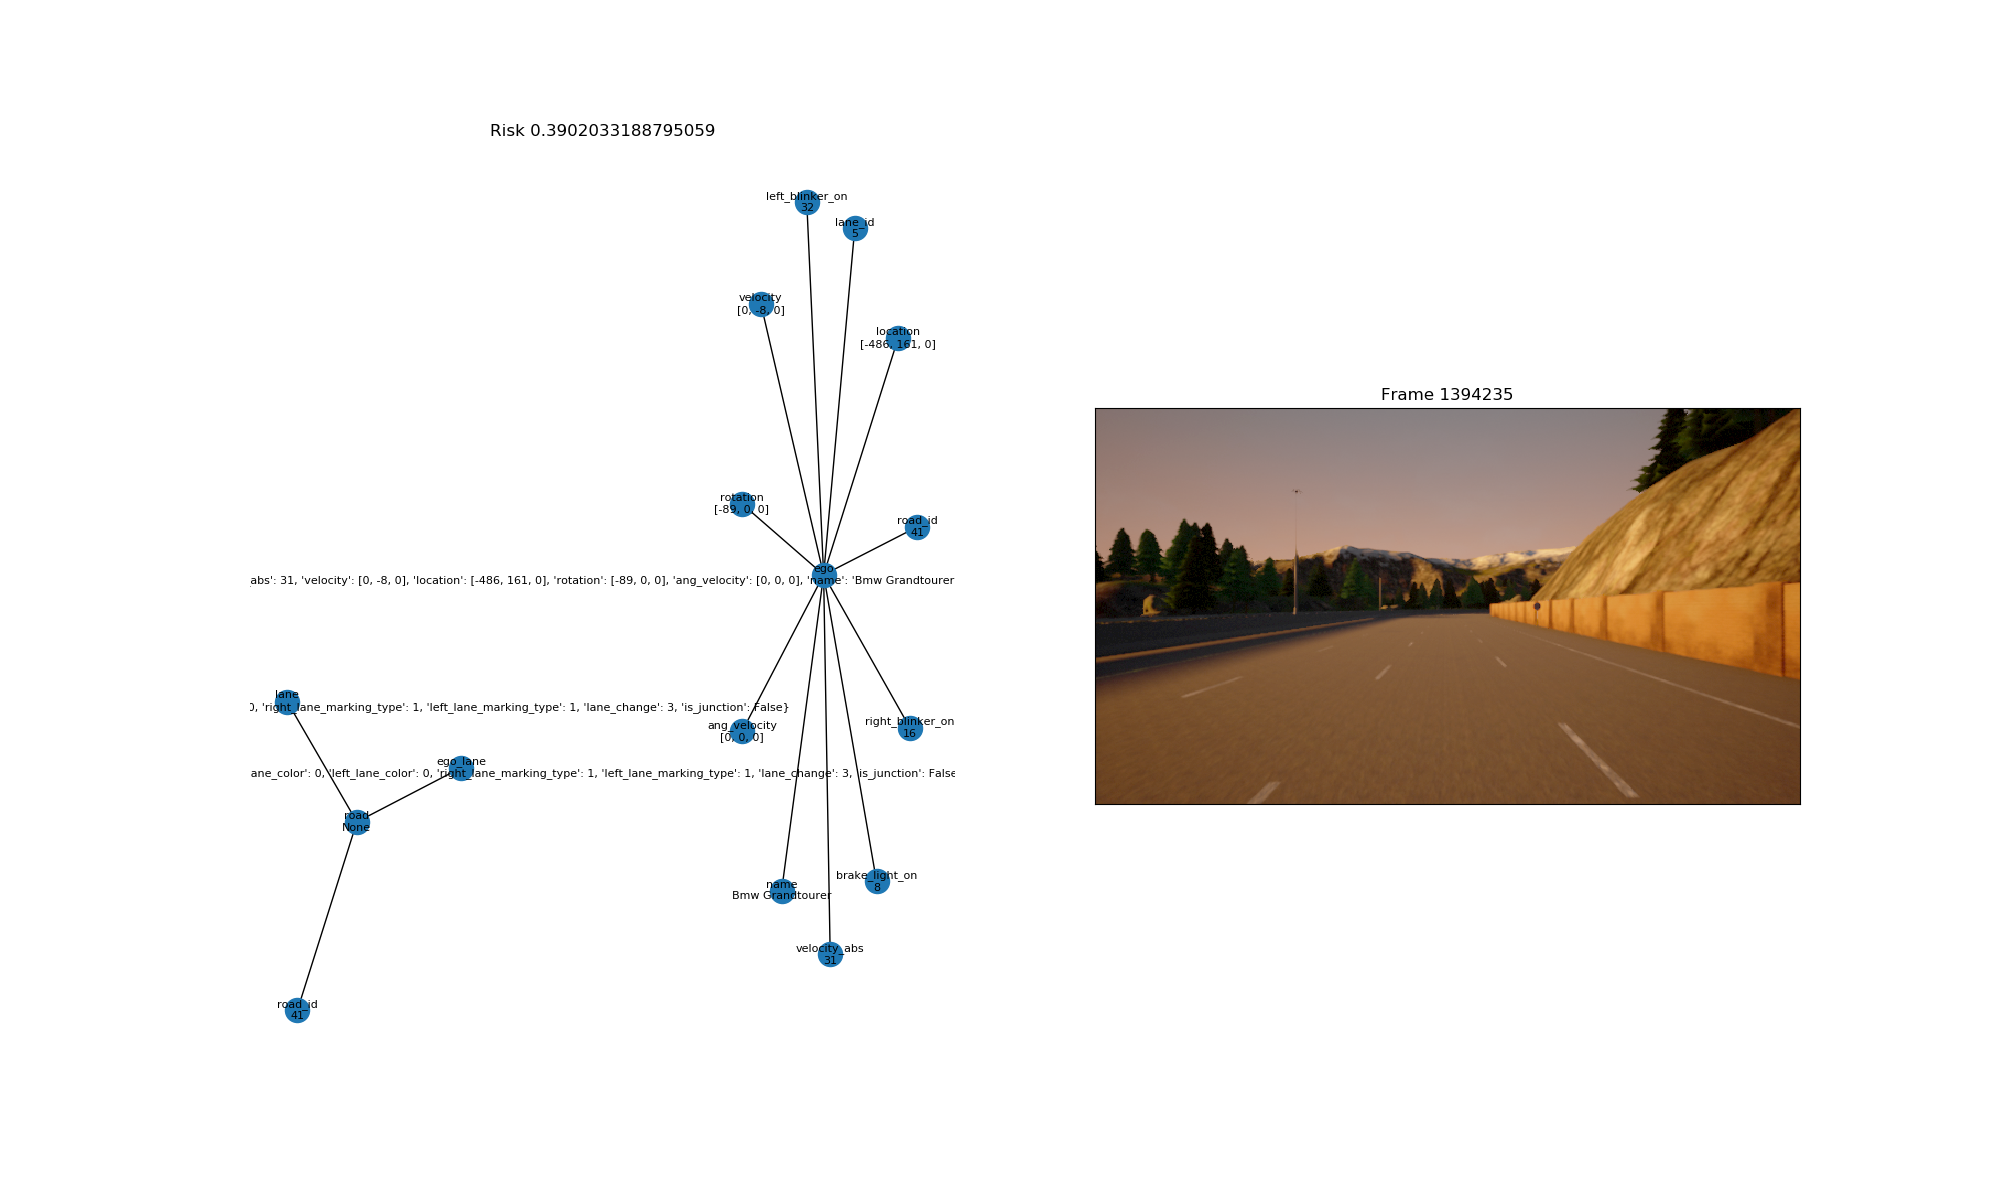 Risk 0.3902033188795059
left_blinker_on
32
lane_id
5
velocity
[0, -8, 0]
location
[-486, 161, 0]
rotation
[-89, 0, 0]
road_id
41
ego
abs': 31, 'velocity': [0, -8, 0], 'location': [-486, 161, 0], 'rotation': [-89, 0, 0], 'ang_velocity': [0, 0, 0], 'name': 'Bmw Grandtourer
lane
0, 'right_lane_marking_type': 1, 'left_lane_marking_type': 1, 'lane_change': 3, 'is_junction': False}
ang_velocity
[0, 0, 0]
right_blinker_on
16
ego_lane
ane_color': 0, 'left_lane_color': 0, 'right_lane_marking_type': 1, 'left_lane_marking_type': 1, 'lane_change': 3, 'is_junction': False
road
None
name
Bmw Grandtourer
brake_light_on
8
velocity_abs
31
road_id
41
Frame 1394235